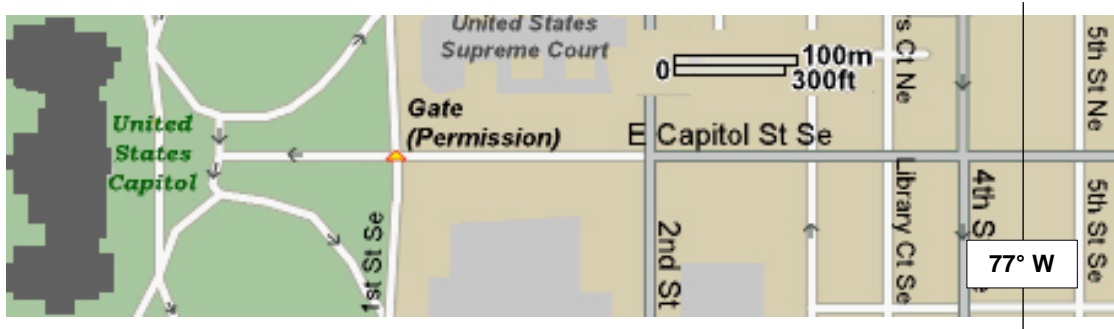 United States
Supreme Court
0
100m
300ft
s Ct Ne
5th St Ne
Gate
(Permission)
E Capitol St Se
United
States
Capitol
1st St Se
2nd St
Library Ct Se
4th S
e
5th St Se
77° W